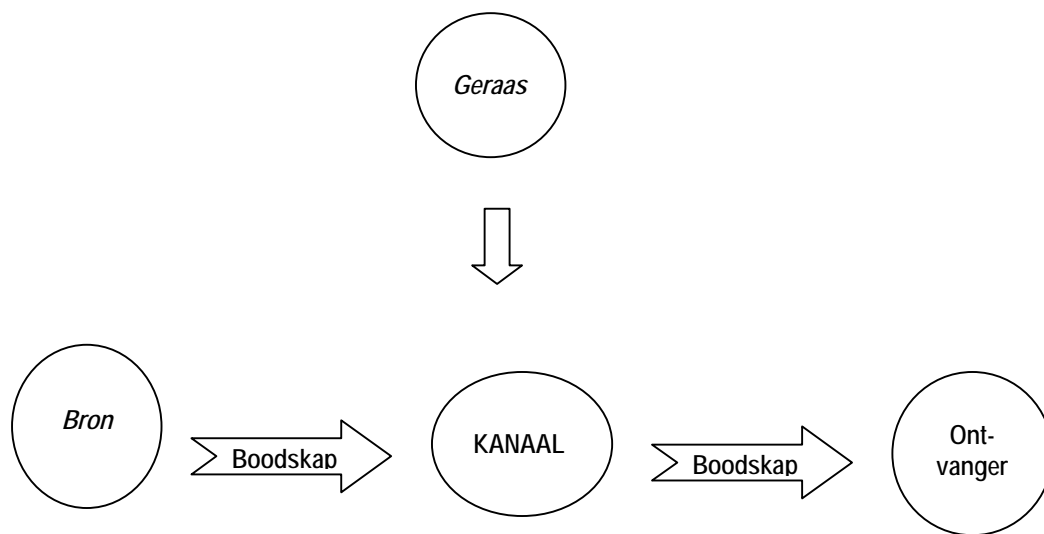 Geraas
Bron
Boodskap
KANAAL
Boodskap
Ont-
vanger